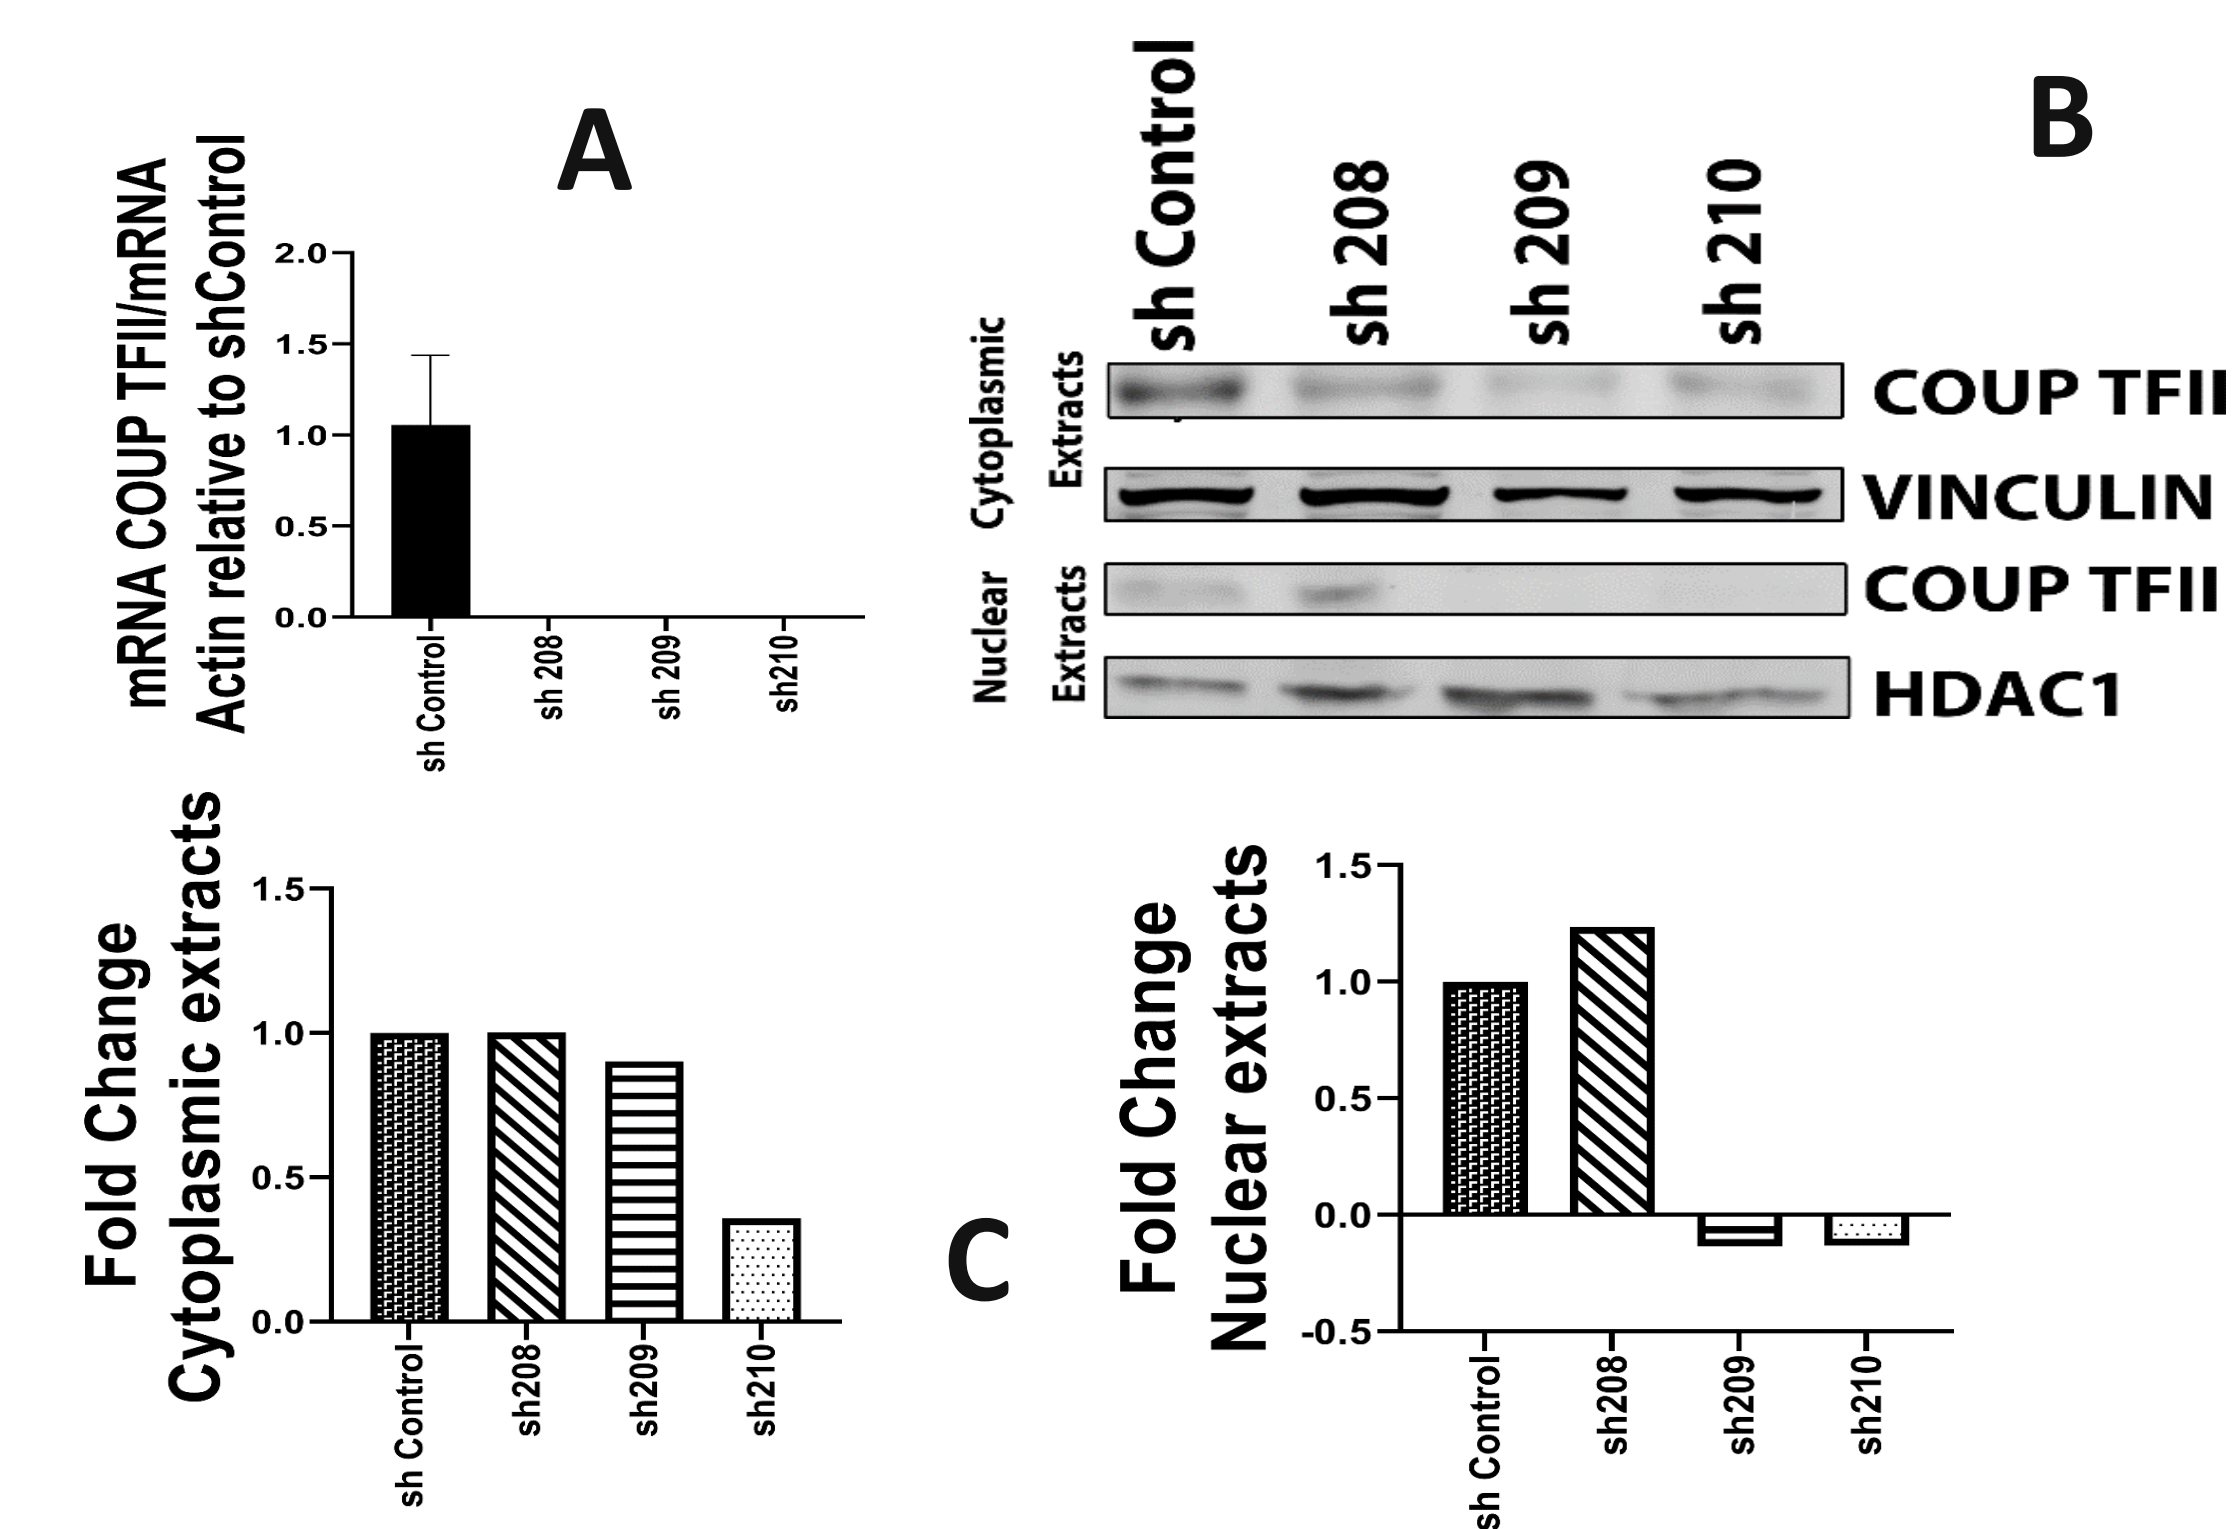 A
mRNA COUP TFII/mRNA
Actin relative to shControl
2.0
1.5
1.0
0.5
0.0
sh Control
sh 208
sh 209
sh210
B
sh Control
sh 208
sh 209
sh 210
Cytoplasmic
Extracts
COUP TFII
VINCULIN
Nuclear
Extracts
COUP TFII
HDAC1
C
Fold Change
Cytoplasmic extracts
1.5
1.0
0.5
0.0
sh Control
sh208
sh209
sh210
Fold Change
Nuclear extracts
1.5
1.0
0.5
0.0
-0.5
sh Control
sh208
sh209
sh210